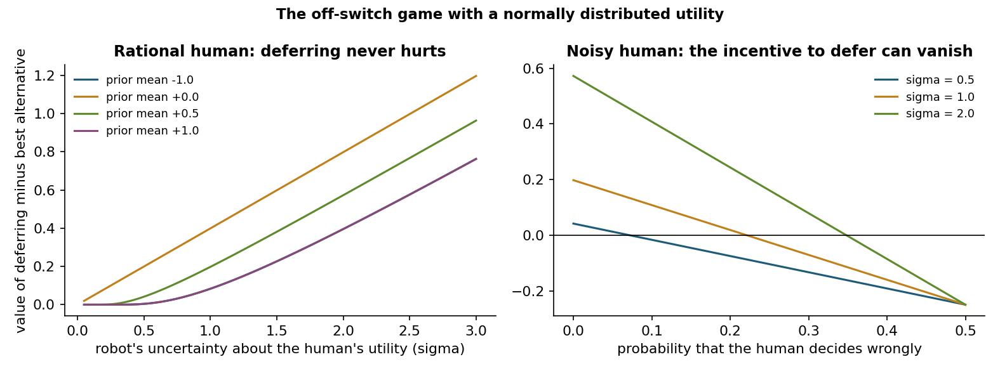 The off-switch game with a normally distributed utility
Rational human: deferring never hurts
value of deferring minus best alternative
1.2
1.0
0.8
0.6
0.4
0.2
0.0
prior mean -1.0
prior mean +0.0
prior mean +0.5
prior mean +1.0
0.0 0.5 1.0 1.5 2.0 2.5 3.0
robot's uncertainty about the human's utility (sigma)
Noisy human: the incentive to defer can vanish
0.6
0.4
0.2
0.0
−0.2
sigma = 0.5
sigma = 1.0
sigma = 2.0
0.0 0.1 0.2 0.3 0.4 0.5
probability that the human decides wrongly